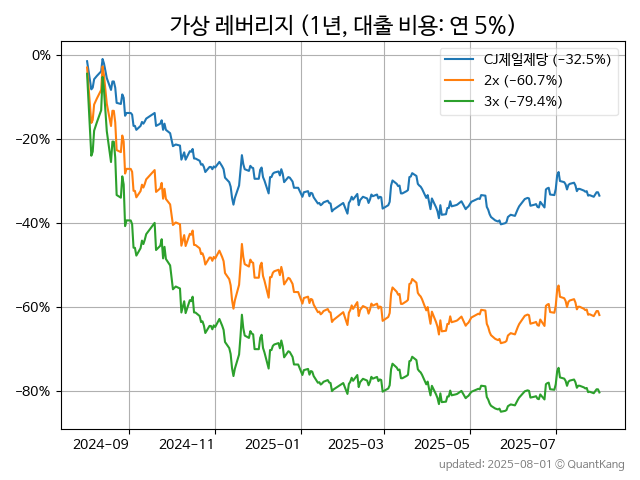 가상 레버리지 (1년, 대출 비용: 연 5%)
CJ제일제당 (−32.5%)
2x (−60.7%)
3x (−79.4%)
0%
−20%
−40%
−60%
−80%
2024-09 2024-11 2025-01 2025-03 2025-05 2025-07
updated: 2025-08-01 © QuantKang